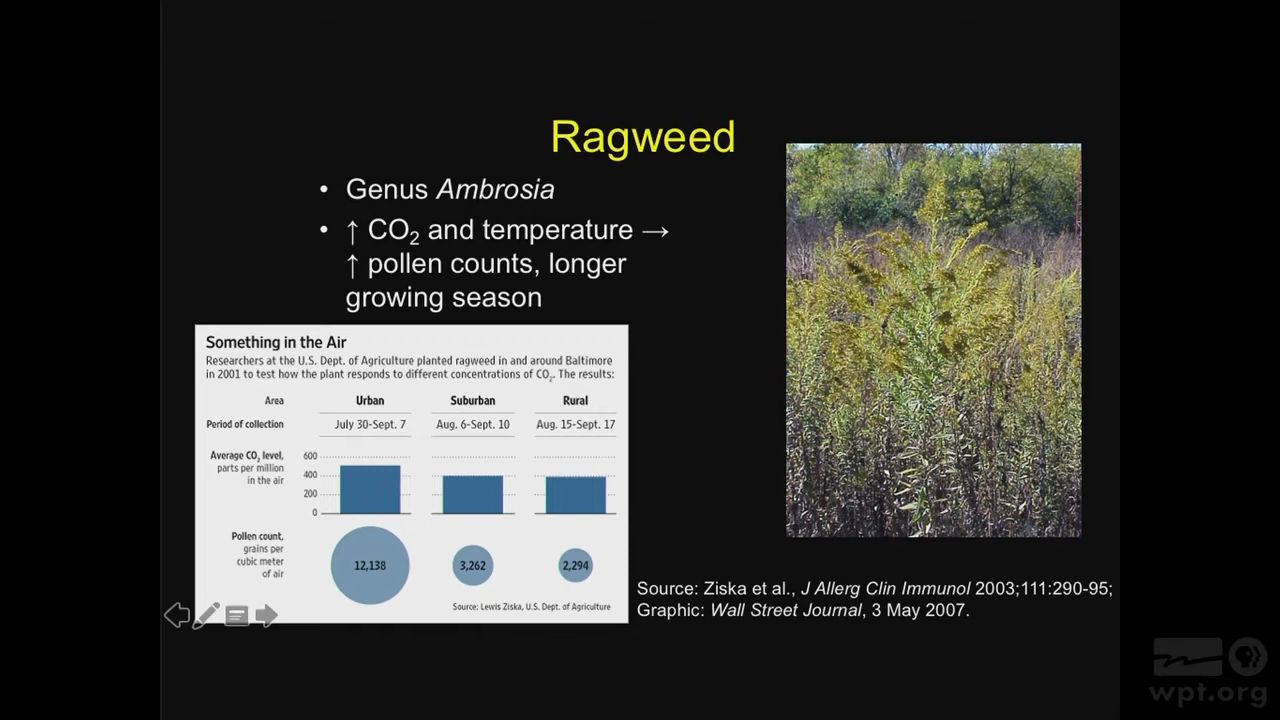 Ragweed
• Genus Ambrosia
• ↑ CO₂ and temperature →
↑ pollen counts, longer
growing season
Something in the Air
Researchers at the U.S. Dept. of Agriculture planted ragweed in and around Baltimore
in 2001 to test how the plant responds to different concentrations of CO₂. The results:
Area Urban Suburban Rural
Period of collection July 30-Sept. 7 Aug. 6-Sept. 10 Aug. 15-Sept. 17
Average CO₂ level,
parts per million
in the air
600
400
200
0
Pollen count,
grains per
cubic meter
of air
12,138 3,262 2,294
Source: Lewis Ziska, U.S. Dept. of Agriculture
Source: Ziska et al., J Allerg Clin Immunol 2003;111:290-95;
Graphic: Wall Street Journal, 3 May 2007.
wpt.org